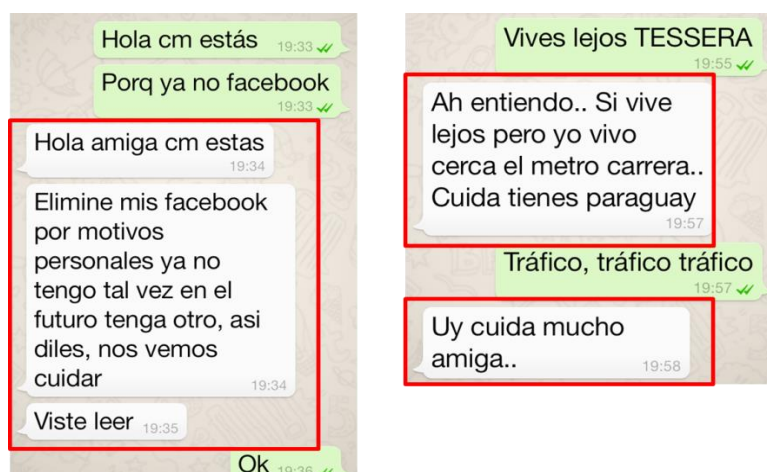 Hola cm estás 19:33
Porq ya no facebook
19:33
Hola amiga cm estas
19:34
Elimine mis facebook
por motivos
personales ya no
tengo tal vez en el
futuro tenga otro, asi
diles, nos vemos
cuidar 19:34
Viste leer 19:35
Ok 19:36
Vives lejos TESSERA
19:55
Ah entiendo.. Si vive
lejos pero yo vivo
cerca el metro carrera..
Cuida tienes paraguay
19:57
Tráfico, tráfico tráfico
19:57
Uy cuida mucho
amiga.. 19:58